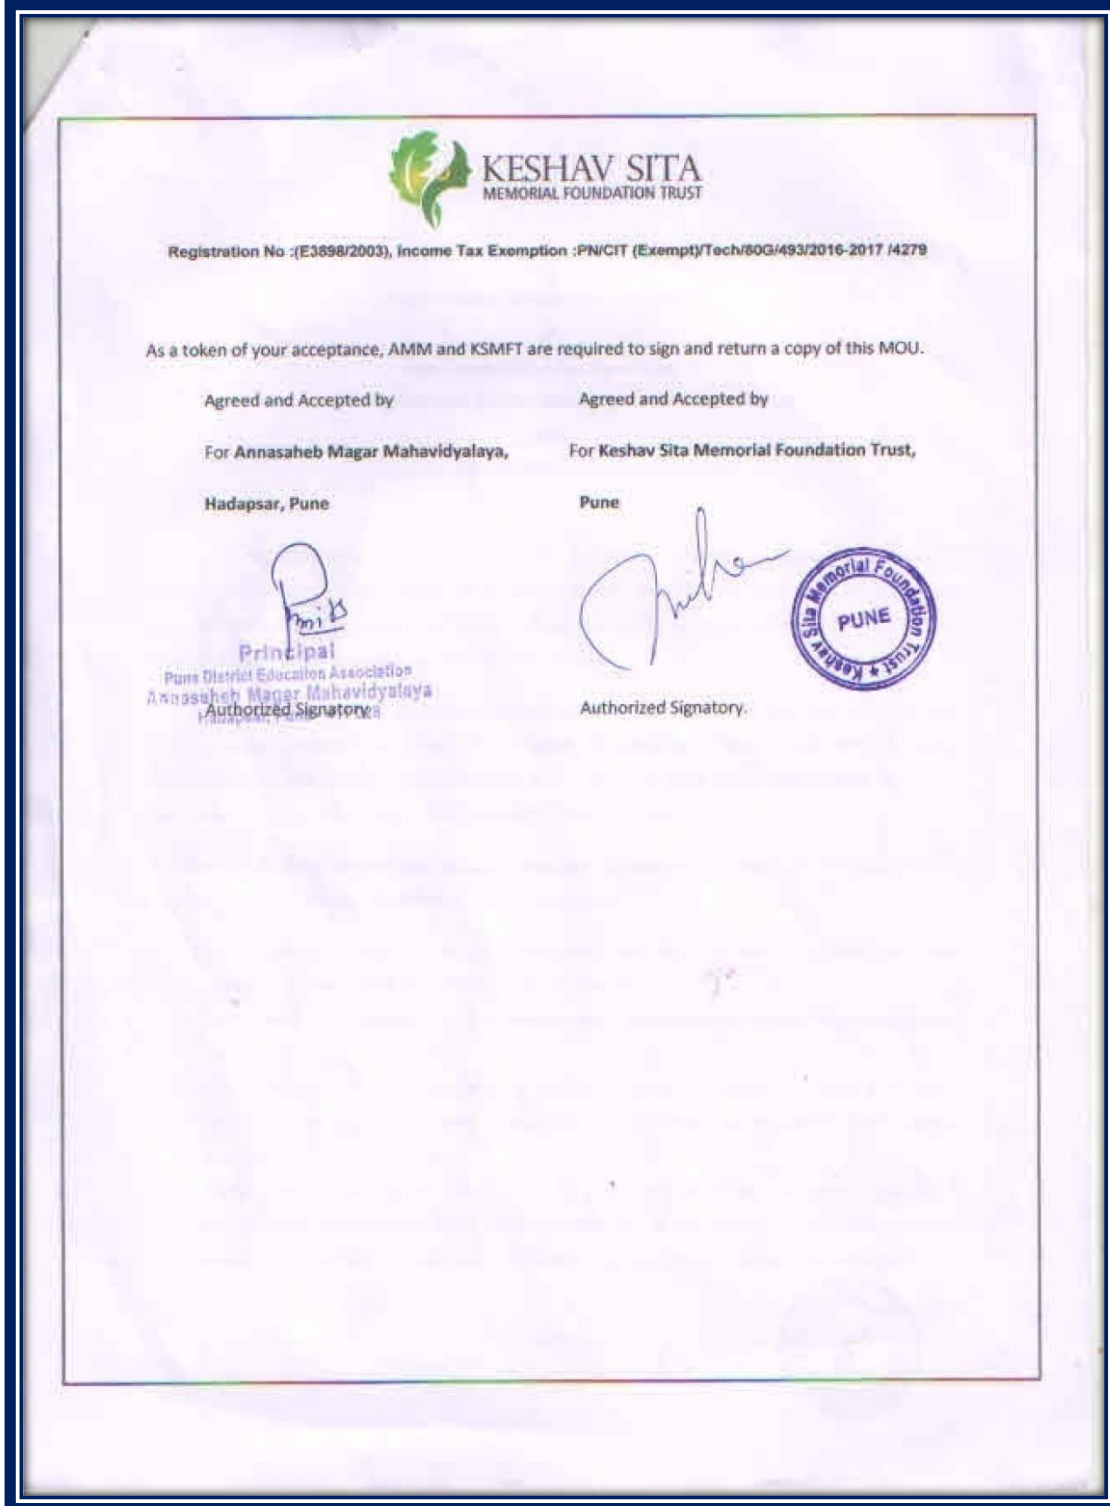 KESHAV SITA
MEMORIAL FOUNDATION TRUST
Registration No :(E3898/2003), Income Tax Exemption :PN/CIT (Exempt)/Tech/80G/493/2016-2017 /4279
As a token of your acceptance, AMM and KSMFT are required to sign and return a copy of this MOU.
Agreed and Accepted by
For Annasaheb Magar Mahavidyalaya,
Hadapsar, Pune
Principal
Pune District Education Association
Annasaheb Magar Mahavidyalaya
Hadapsar, Pune
Authorized Signatory
Agreed and Accepted by
For Keshav Sita Memorial Foundation Trust,
Pune
Keshav Sita Memorial Foundation Trust
PUNE
Authorized Signatory.